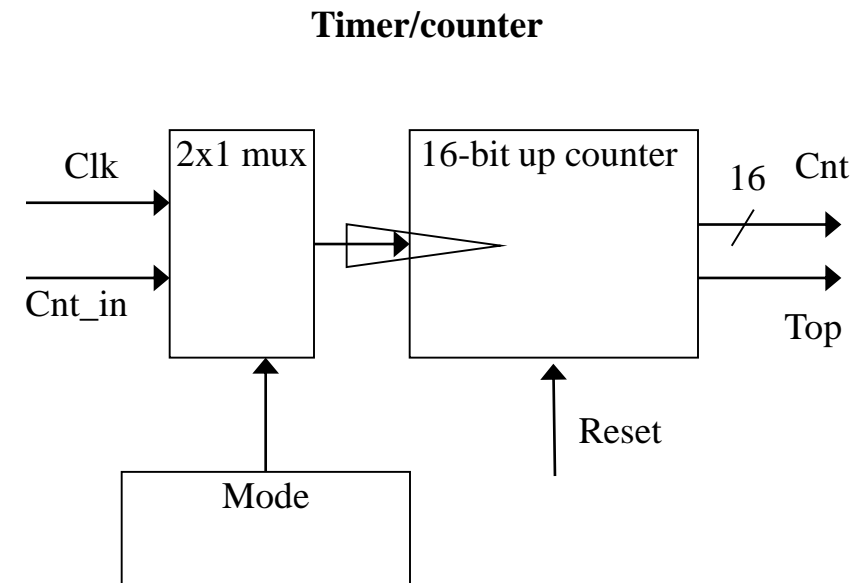 Timer/counter
Clk
2x1 mux
16-bit up counter
16
Cnt
Cnt_in
Top
Reset
Mode